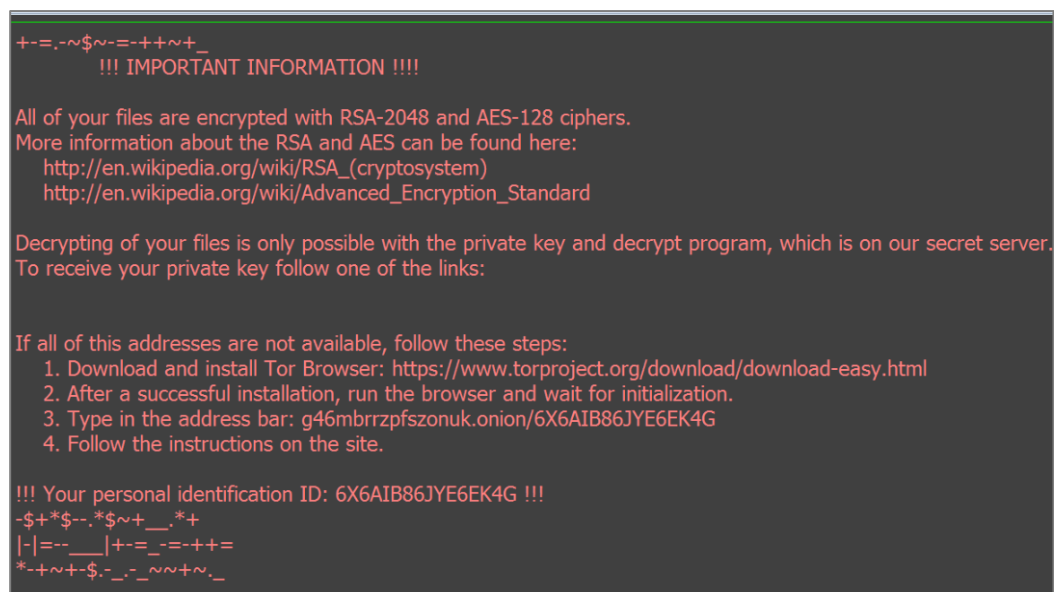 +-=.-~$~-=-++~+_
!!! IMPORTANT INFORMATION !!!!
All of your files are encrypted with RSA-2048 and AES-128 ciphers.
More information about the RSA and AES can be found here:
http://en.wikipedia.org/wiki/RSA_(cryptosystem)
http://en.wikipedia.org/wiki/Advanced_Encryption_Standard
Decrypting of your files is only possible with the private key and decrypt program, which is on our secret server.
To receive your private key follow one of the links:
If all of this addresses are not available, follow these steps:
1. Download and install Tor Browser: https://www.torproject.org/download/download-easy.html
2. After a successful installation, run the browser and wait for initialization.
3. Type in the address bar: g46mbrrzpfszonuk.onion/6X6AIB86JYE6EK4G
4. Follow the instructions on the site.
!!! Your personal identification ID: 6X6AIB86JYE6EK4G !!!
-$+*$--.*$~+__.*+
|-|=--___|+-=_-=-++=
*-+~+-$.-_.-_~~+~._